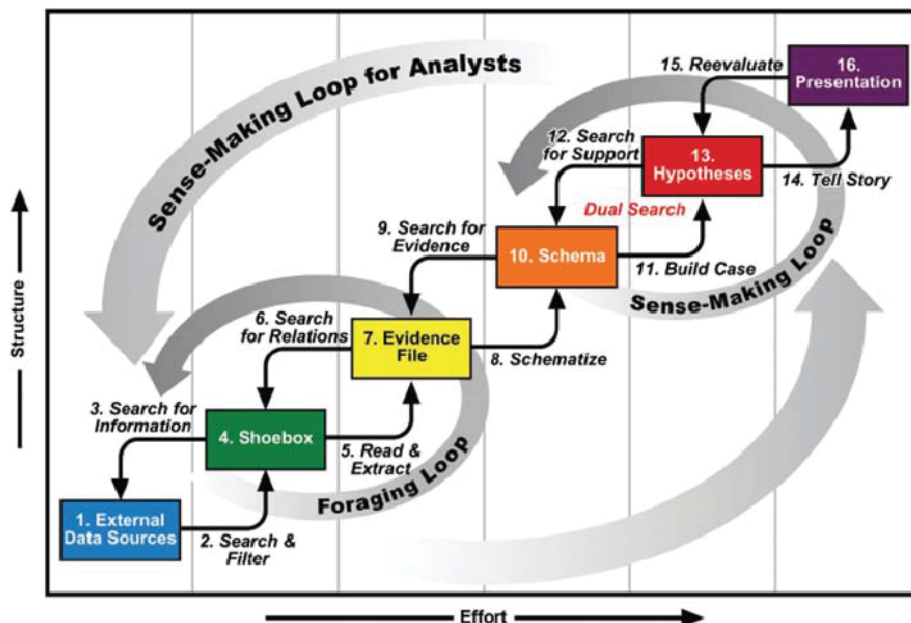 Sense-Making Loop for Analysts
15. Reevaluate
16.
Presentation
12. Search
for Support
13.
Hypotheses
14. Tell Story
Dual Search
9. Search for
Evidence
10. Schema
11. Build Case
Sense-Making Loop
6. Search
for Relations
7. Evidence
File
8. Schematize
3. Search for
Information
4. Shoebox
5. Read &
Extract
Foraging Loop
1. External
Data Sources
2. Search &
Filter
Structure
Effort